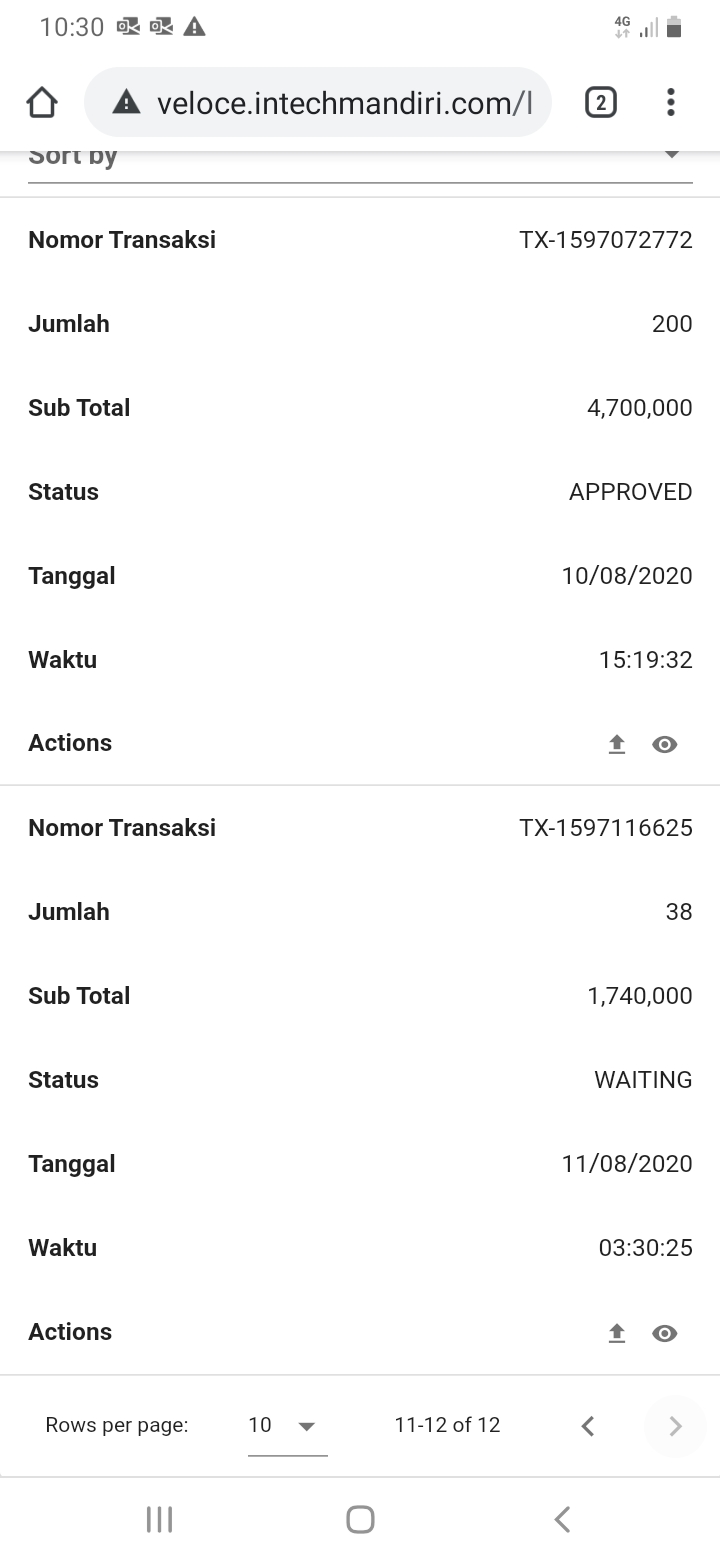 10:30 4G
veloce.intechmandiri.com/l 2
Sort by
Nomor Transaksi TX-1597072772
Jumlah 200
Sub Total 4,700,000
Status APPROVED
Tanggal 10/08/2020
Waktu 15:19:32
Actions
Nomor Transaksi TX-1597116625
Jumlah 38
Sub Total 1,740,000
Status WAITING
Tanggal 11/08/2020
Waktu 03:30:25
Actions
Rows per page: 10 11-12 of 12